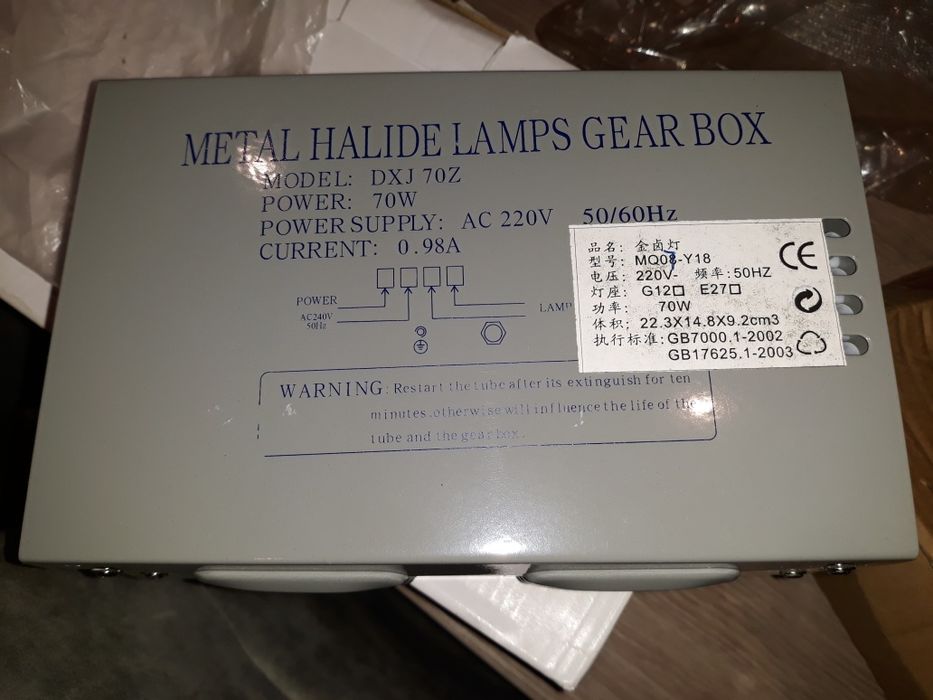 METAL HALIDE LAMPS GEAR BOX
MODEL: DXJ 70Z
POWER: 70W
POWER SUPPLY: AC 220V 50/60Hz
CURRENT: 0.98A
POWER
AC240V
50Hz
LAMP
WARNING: Restart the tube after its extinguish for ten
minutes.otherwise will influence the life of the
tube and the gear box.
品名: 金卤灯
型号: MQ08-Y18
电压: 220V- 频率:50HZ
灯座: G12□ E27□
功率: 70W
体积: 22.3X14.8X9.2cm3
执行标准:GB7000.1-2002
GB17625.1-2003
CE